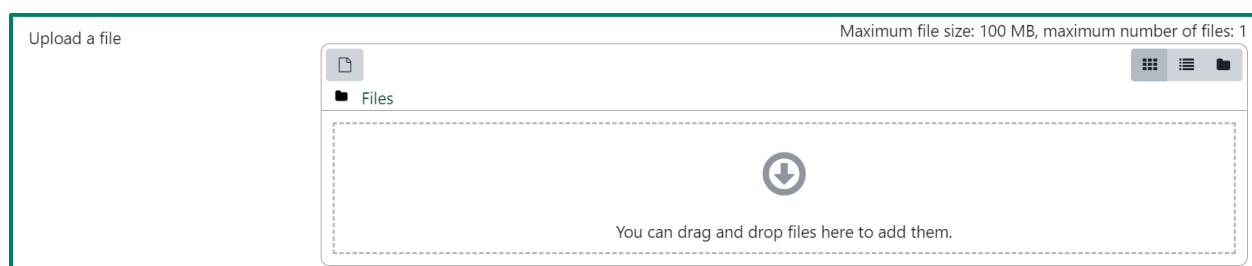 Upload a file
Maximum file size: 100 MB, maximum number of files: 1
Files
You can drag and drop files here to add them.